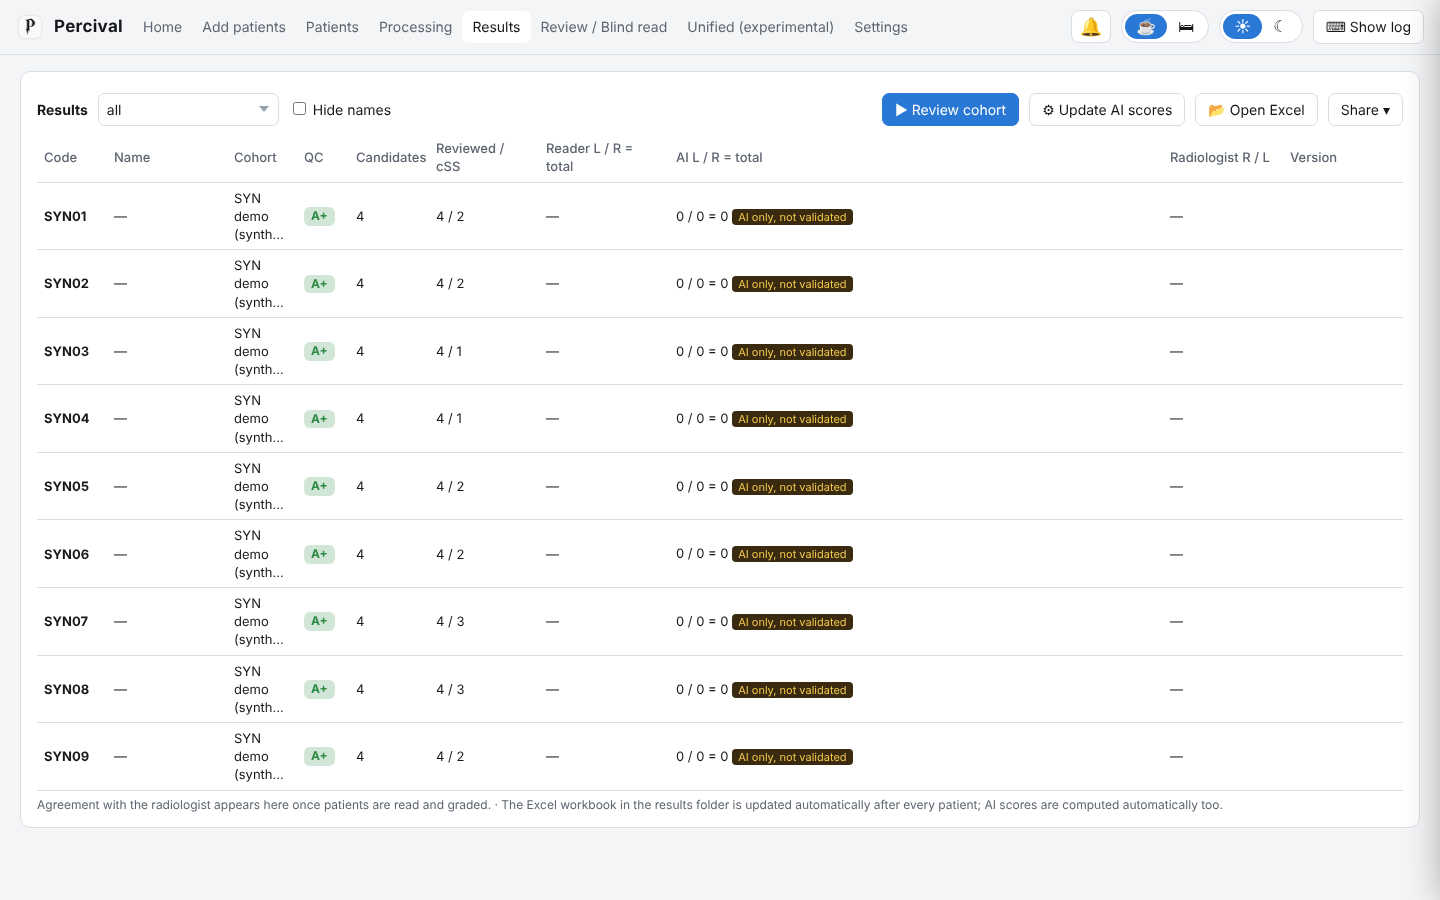 Percival Home Add patients Patients Processing Results Review / Blind read Unified (experimental) Settings Show log
Results all Hide names ▶ Review cohort ⚙ Update AI scores Open Excel Share ▾
Code Name Cohort QC Candidates Reviewed / cSS Reader L / R = total AI L / R = total Radiologist R / L Version
SYN01 — SYN demo (synth... A+ 4 4 / 2 — 0 / 0 = 0 AI only, not validated —
SYN02 — SYN demo (synth... A+ 4 4 / 2 — 0 / 0 = 0 AI only, not validated —
SYN03 — SYN demo (synth... A+ 4 4 / 1 — 0 / 0 = 0 AI only, not validated —
SYN04 — SYN demo (synth... A+ 4 4 / 1 — 0 / 0 = 0 AI only, not validated —
SYN05 — SYN demo (synth... A+ 4 4 / 2 — 0 / 0 = 0 AI only, not validated —
SYN06 — SYN demo (synth... A+ 4 4 / 2 — 0 / 0 = 0 AI only, not validated —
SYN07 — SYN demo (synth... A+ 4 4 / 3 — 0 / 0 = 0 AI only, not validated —
SYN08 — SYN demo (synth... A+ 4 4 / 3 — 0 / 0 = 0 AI only, not validated —
SYN09 — SYN demo (synth... A+ 4 4 / 2 — 0 / 0 = 0 AI only, not validated —
Agreement with the radiologist appears here once patients are read and graded. · The Excel workbook in the results folder is updated automatically after every patient; AI scores are computed automatically too.